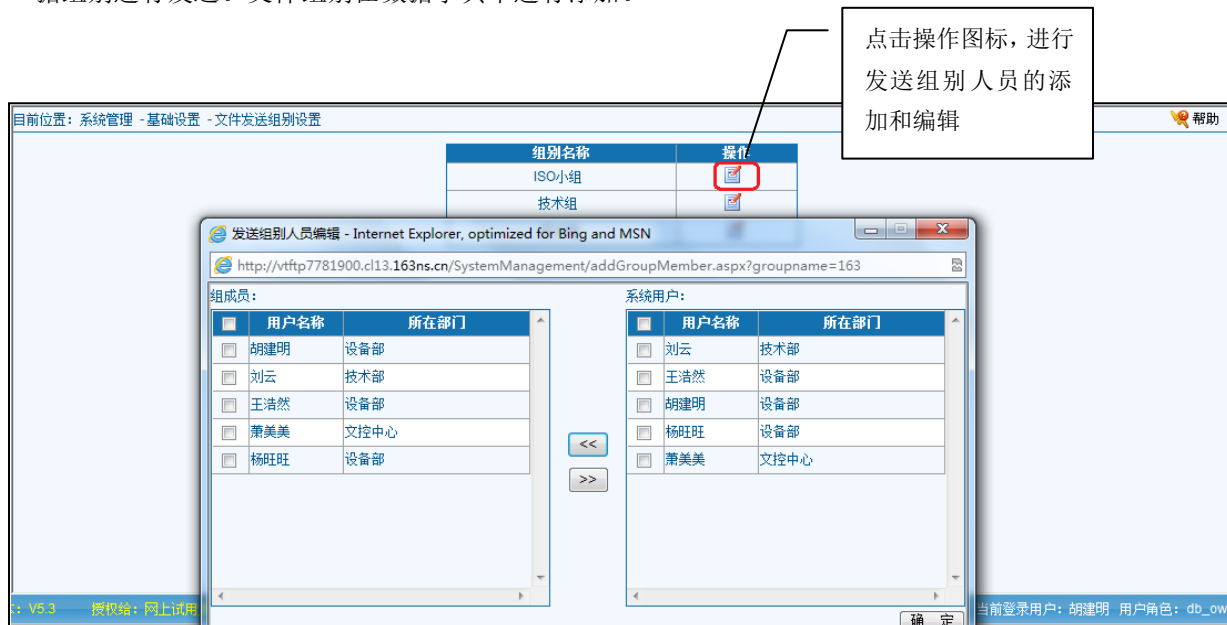 点击操作图标，进行
发送组别人员的添
加和编辑
目前位置：系统管理 -基础设置 -文件发送组别设置
帮助
组别名称 操作
ISO小组
技术组
发送组别人员编辑 - Internet Explorer, optimized for Bing and MSN
http://vtftp7781900.cl13.163ns.cn/SystemManagement/addGroupMember.aspx?groupname=163
组成员：
系统用户：
用户名称 所在部门
胡建明 设备部
刘云 技术部
王浩然 设备部
萧美美 文控中心
杨旺旺 设备部
<<
>>
用户名称 所在部门
刘云 技术部
王浩然 设备部
胡建明 设备部
杨旺旺 设备部
萧美美 文控中心
确 定
：V5.3 授权给：网上试用
当前登录用户：胡建明 用户角色：db_ow